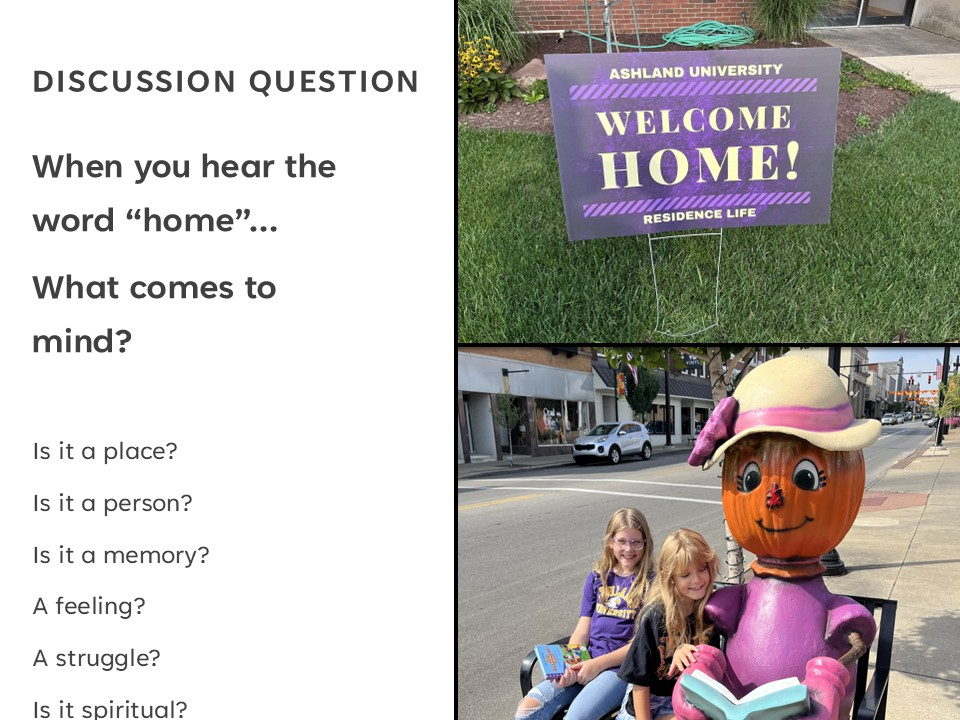 DISCUSSION QUESTION
When you hear the
word “home”...
What comes to
mind?
Is it a place?
Is it a person?
Is it a memory?
A feeling?
A struggle?
Is it spiritual?
ASHLAND UNIVERSITY
WELCOME
HOME!
RESIDENCE LIFE
UNIVERSITY